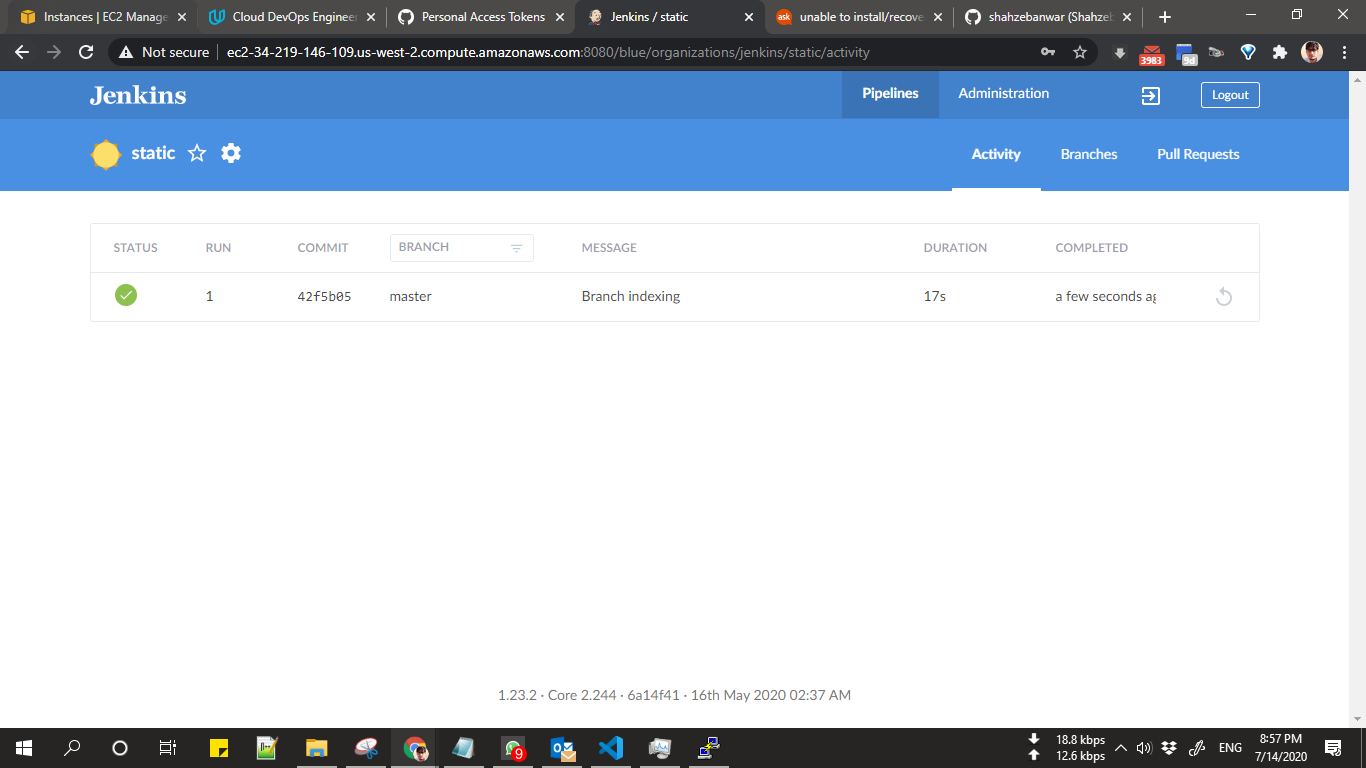 Instances | EC2 Manage
Cloud DevOps Engineer
Personal Access Tokens
Jenkins / static
ask unable to install/recove
shahzebanwar (Shahzeb
Not secure ec2-34-219-146-109.us-west-2.compute.amazonaws.com:8080/blue/organizations/jenkins/static/activity
3983
9d
Jenkins
Pipelines
Administration
Logout
static
Activity
Branches
Pull Requests
STATUS RUN COMMIT BRANCH MESSAGE DURATION COMPLETED
1 42f5b05 master Branch indexing 17s a few seconds ag
1.23.2 · Core 2.244 · 6a14f41 · 16th May 2020 02:37 AM
9
18.8 kbps
12.6 kbps
ENG
8:57 PM
7/14/2020